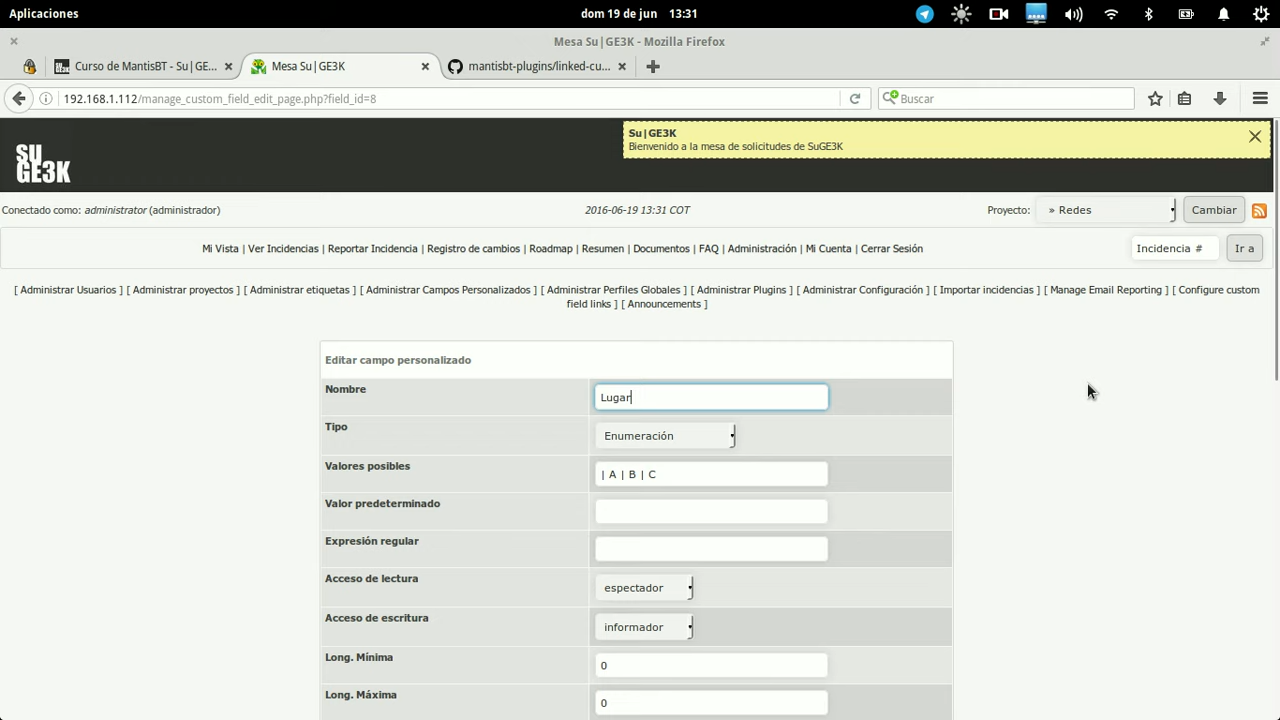 Aplicaciones
dom 19 de jun 13:31
Mesa Su|GE3K - Mozilla Firefox
Curso de MantisBT - Su|GE...
Mesa Su|GE3K
mantisbt-plugins/linked-cu...
192.168.1.112/manage_custom_field_edit_page.php?field_id=8
Buscar
SU
GE3K
Su|GE3K
Bienvenido a la mesa de solicitudes de SuGE3K
Conectado como: administrator (administrador)
2016-06-19 13:31 COT
Proyecto: » Redes Cambiar
Mi Vista | Ver Incidencias | Reportar Incidencia | Registro de cambios | Roadmap | Resumen | Documentos | FAQ | Administración | Mi Cuenta | Cerrar Sesión
Incidencia # Ir a
[ Administrar Usuarios ] [ Administrar proyectos ] [ Administrar etiquetas ] [ Administrar Campos Personalizados ] [ Administrar Perfiles Globales ] [ Administrar Plugins ] [ Administrar Configuración ] [ Importar incidencias ] [ Manage Email Reporting ] [ Configure custom
field links ] [ Announcements ]
Editar campo personalizado
Nombre Lugar
Tipo Enumeración
Valores posibles | A | B | C
Valor predeterminado
Expresión regular
Acceso de lectura espectador
Acceso de escritura informador
Long. Mínima 0
Long. Máxima 0